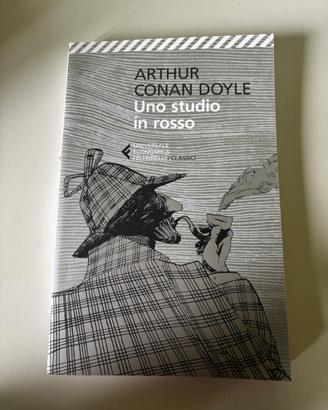 ARTHUR
CONAN DOYLE
Uno studio
in rosso
UNIVERSALE
ECONOMICA
FELTRINELLI/CLASSICI